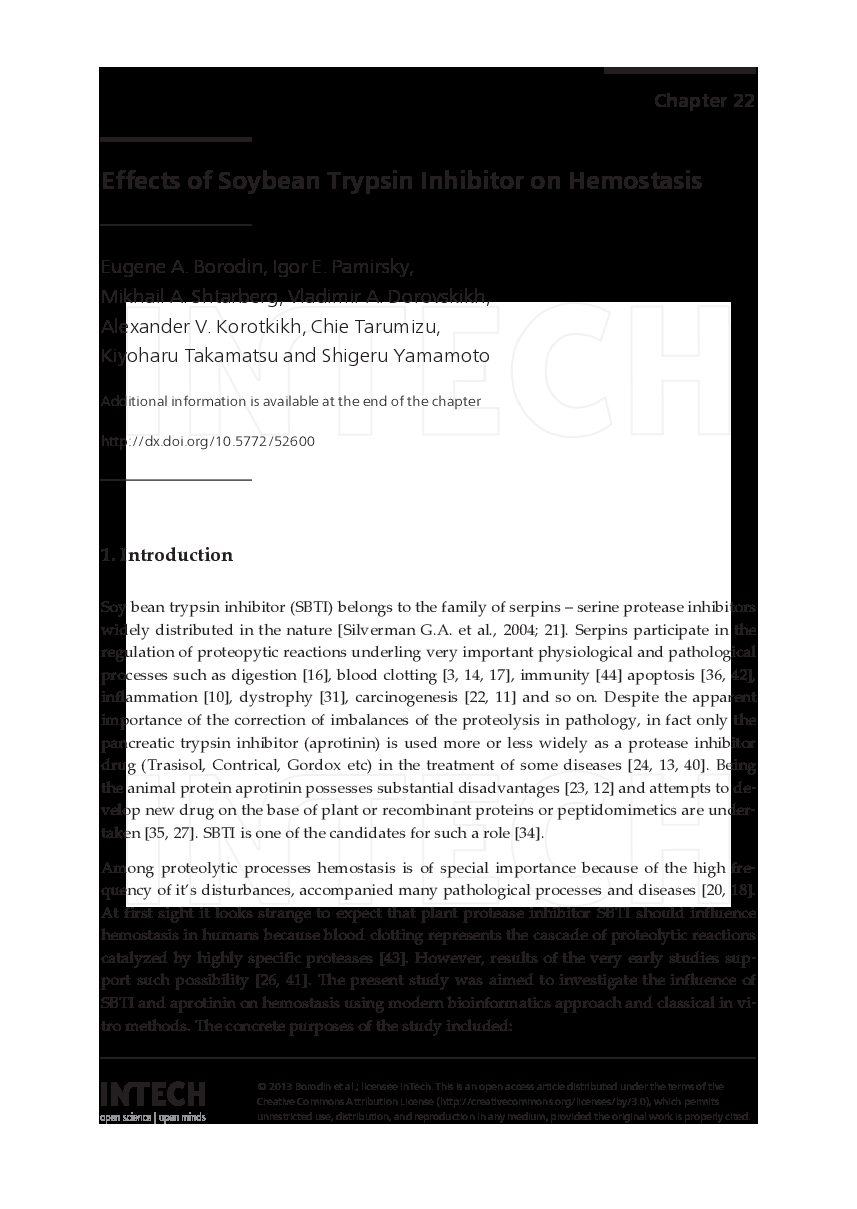 Chapter 22
Effects of Soybean Trypsin Inhibitor on Hemostasis
Eugene A. Borodin, Igor E. Pamirsky,
Mikhail A. Shtarberg, Vladimir A. Dorovskikh,
Alexander V. Korotkikh, Chie Tarumizu,
Kiyoharu Takamatsu and Shigeru Yamamoto
Additional information is available at the end of the chapter
http://dx.doi.org/10.5772/52600
1. Introduction
Soy bean trypsin inhibitor (SBTI) belongs to the family of serpins – serine protease inhibitors
widely distributed in the nature [Silverman G.A. et al., 2004; 21]. Serpins participate in the
regulation of proteopytic reactions underling very important physiological and pathological
processes such as digestion [16], blood clotting [3, 14, 17], immunity [44] apoptosis [36, 42],
inflammation [10], dystrophy [31], carcinogenesis [22, 11] and so on. Despite the apparent
importance of the correction of imbalances of the proteolysis in pathology, in fact only the
pancreatic trypsin inhibitor (aprotinin) is used more or less widely as a protease inhibitor
drug (Trasisol, Contrical, Gordox etc) in the treatment of some diseases [24, 13, 40]. Being
the animal protein aprotinin possesses substantial disadvantages [23, 12] and attempts to de-
velop new drug on the base of plant or recombinant proteins or peptidomimetics are under-
taken [35, 27]. SBTI is one of the candidates for such a role [34].
Among proteolytic processes hemostasis is of special importance because of the high fre-
quency of it's disturbances, accompanied many pathological processes and diseases [20, 18].
At first sight it looks strange to expect that plant protease inhibitor SBTI should influence
hemostasis in humans because blood clotting represents the cascade of proteolytic reactions
catalyzed by highly specific proteases [43]. However, results of the very early studies sup-
port such possibility [26, 41]. The present study was aimed to investigate the influence of
SBTI and aprotinin on hemostasis using modern bioinformatics approach and classical in vi-
tro methods. The concrete purposes of the study included:
INTECH
open science | open minds
© 2013 Borodin et al.; licensee InTech. This is an open access article distributed under the terms of the
Creative Commons Attribution License (http://creativecommons.org/licenses/by/3.0), which permits
unrestricted use, distribution, and reproduction in any medium, provided the original work is properly cited.
INTECH
INTECH